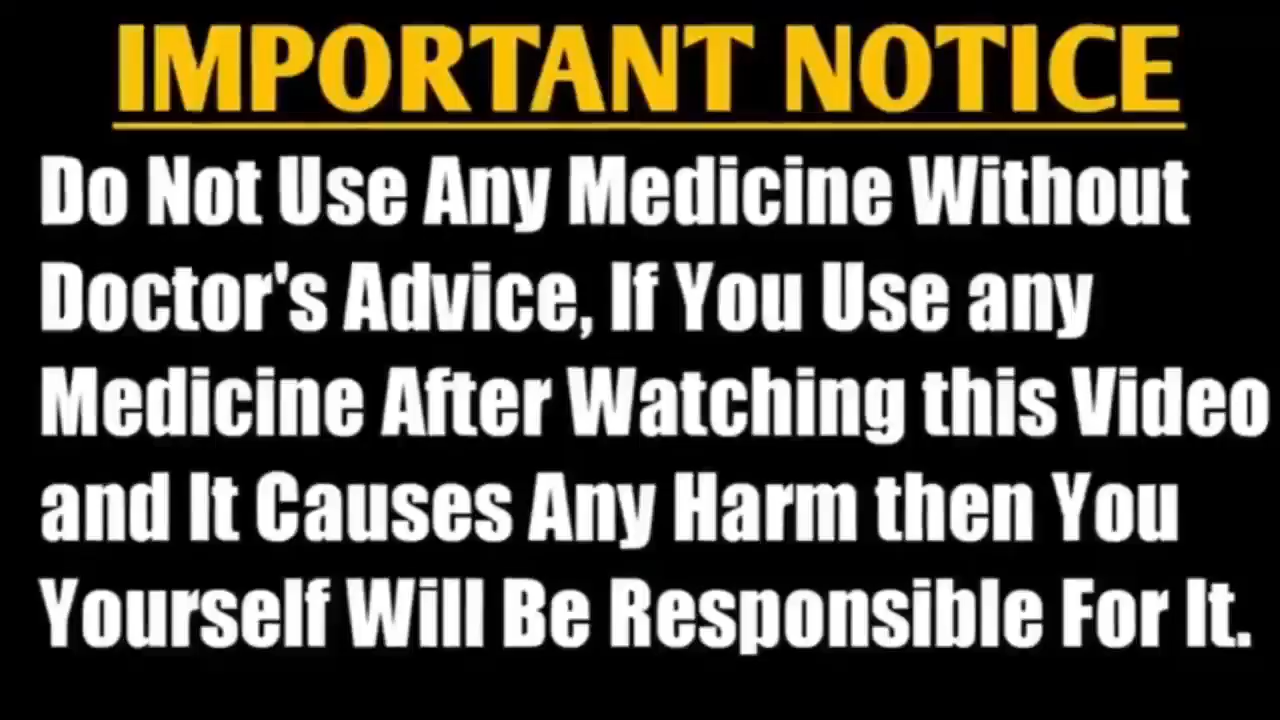 IMPORTANT NOTICE
Do Not Use Any Medicine Without
Doctor's Advice, If You Use any
Medicine After Watching this Video
and It Causes Any Harm then You
Yourself Will Be Responsible For It.